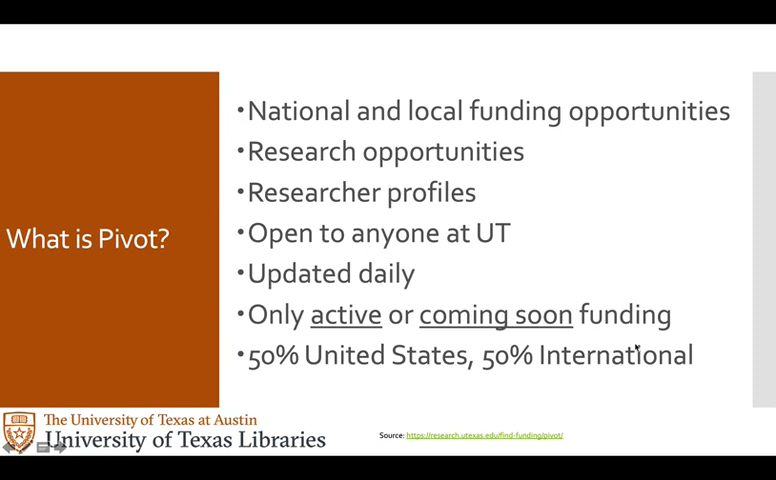 What is Pivot?
•National and local funding opportunities
•Research opportunities
•Researcher profiles
•Open to anyone at UT
•Updated daily
•Only active or coming soon funding
•50% United States, 50% International
The University of Texas at Austin
University of Texas Libraries
Source: https://research.utexas.edu/find-funding/pivot/